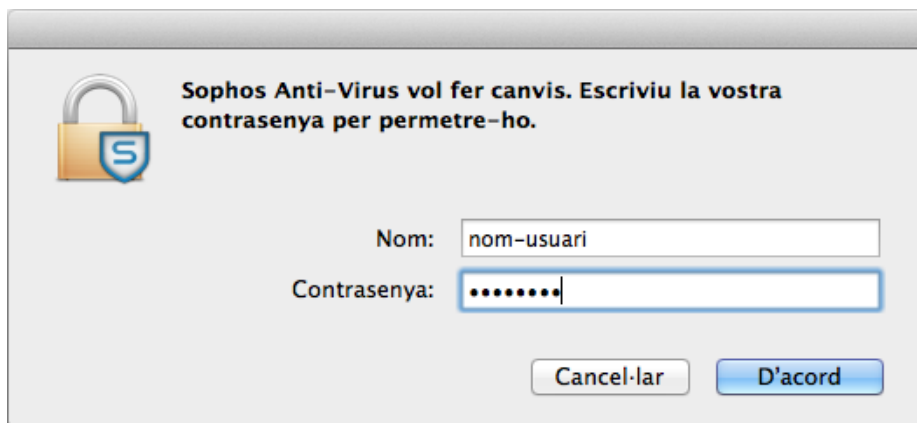 Sophos Anti-Virus vol fer canvis. Escriviu la vostra
contrasenya per permetre-ho.
S
Nom: nom-usuari
Contrasenya: ••••••••
Cancel·lar D'acord